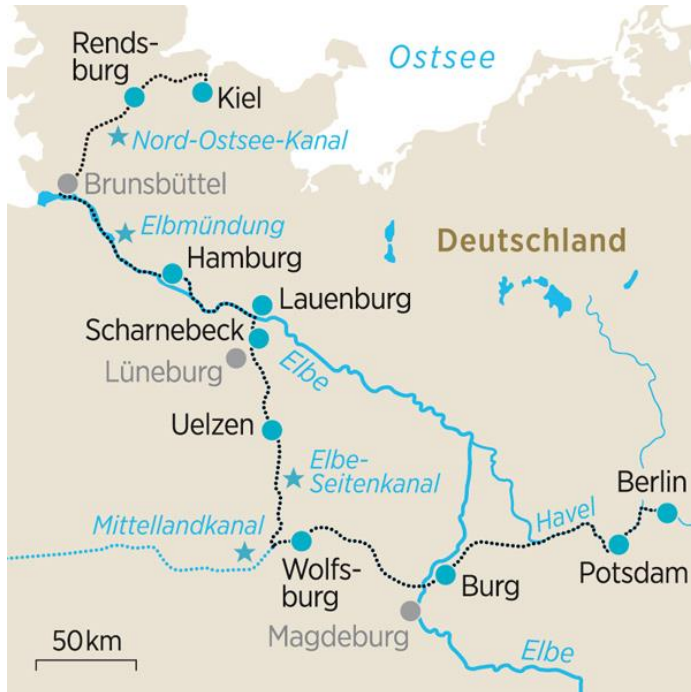 Rends-
burg
Ostsee
Kiel
Nord-Ostsee-Kanal
Brunsbüttel
Elbmündung
Deutschland
Hamburg
Lauenburg
Scharnebeck
Elbe
Lüneburg
Uelzen
Elbe-
Seitenkanal
Berlin
Mittellandkanal
Havel
Wolfs-
burg
Burg
Potsdam
Magdeburg
50 km
Elbe